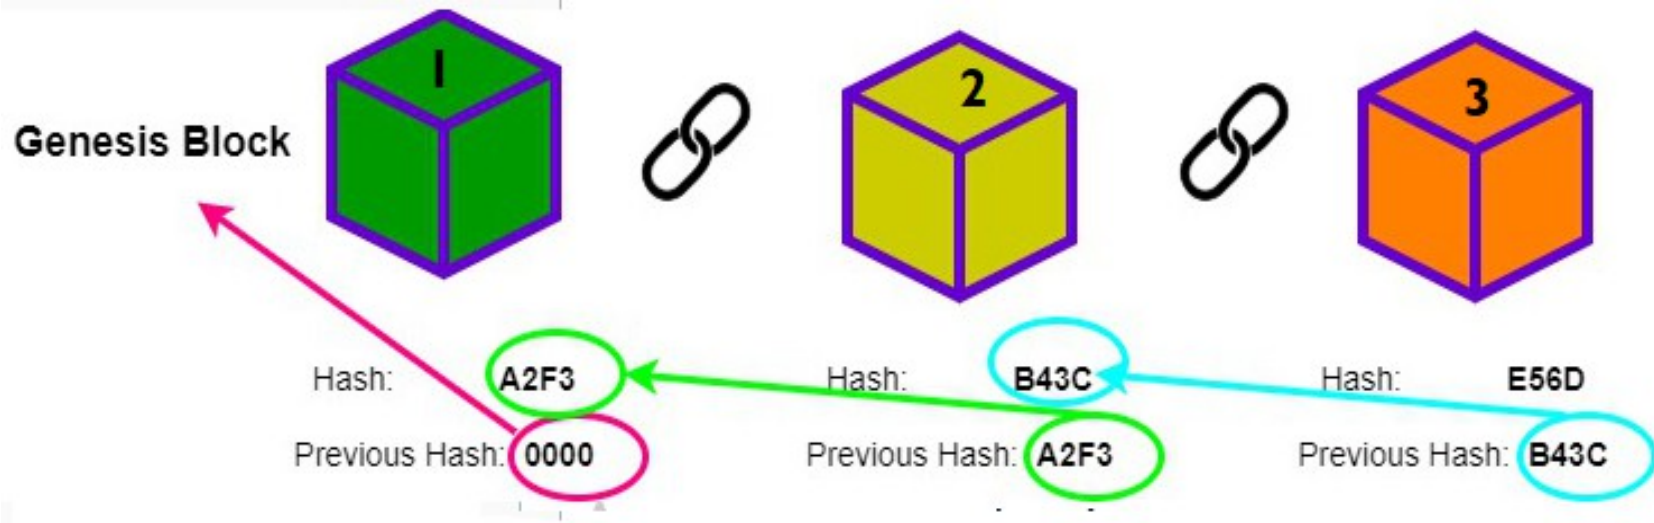 1
2
3
Genesis Block
Hash: A2F3
Hash: B43C
Hash: E56D
Previous Hash: 0000
Previous Hash: A2F3
Previous Hash: B43C